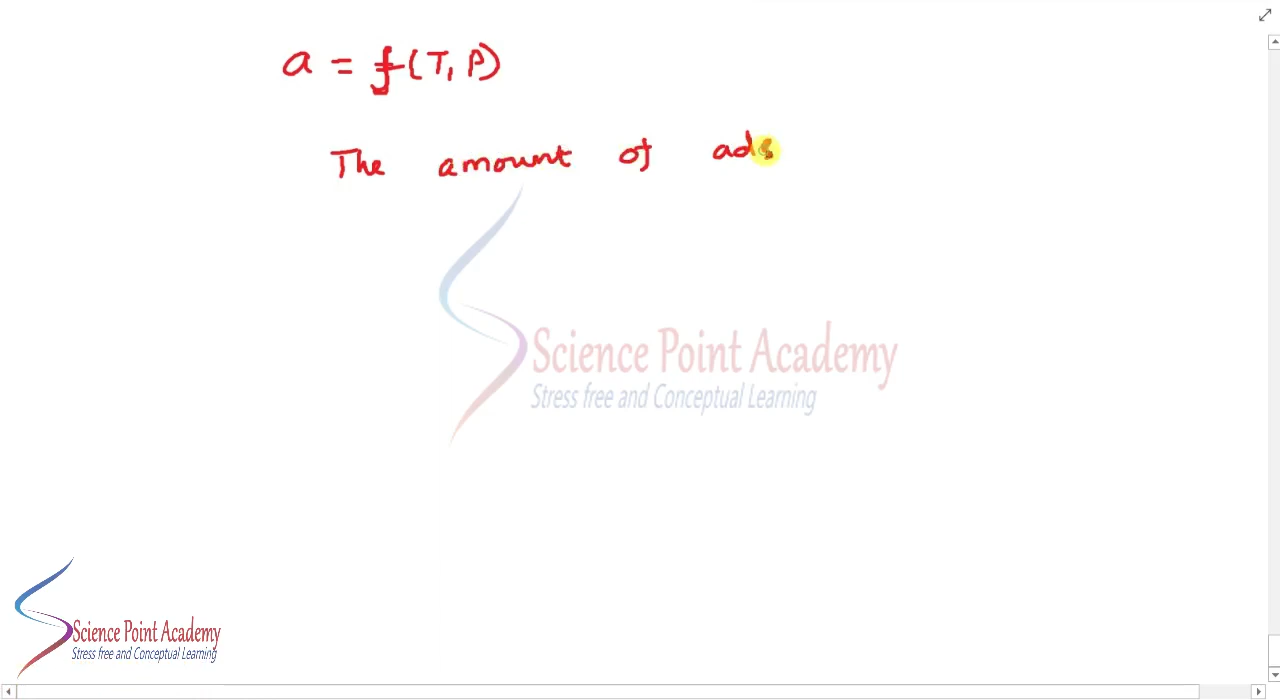 a = f(T, P)
The amount of ads
Science Point Academy
Stress free and Conceptual Learning
Science Point Academy
Stress free and Conceptual Learning